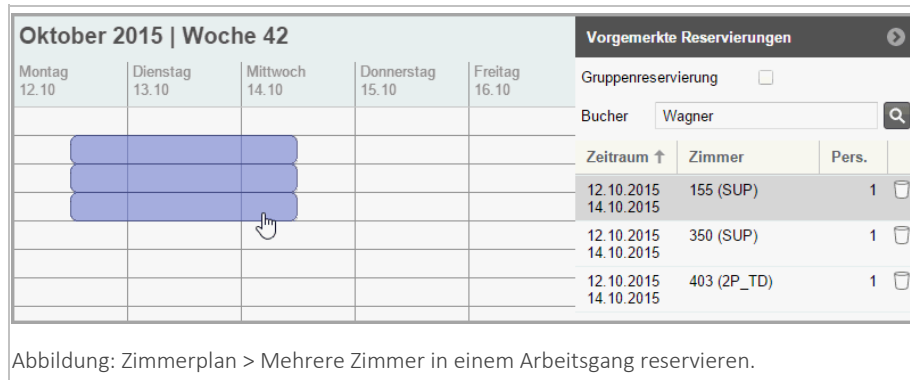 Oktober 2015 | Woche 42
Montag Dienstag Mittwoch Donnerstag Freitag
12.10 13.10 14.10 15.10 16.10
Vorgemerkte Reservierungen
Gruppenreservierung
Bucher Wagner
Zeitraum ↑ Zimmer Pers.
12.10.2015 155 (SUP) 1
14.10.2015
12.10.2015 350 (SUP) 1
14.10.2015
12.10.2015 403 (2P_TD) 1
14.10.2015
Abbildung: Zimmerplan > Mehrere Zimmer in einem Arbeitsgang reservieren.